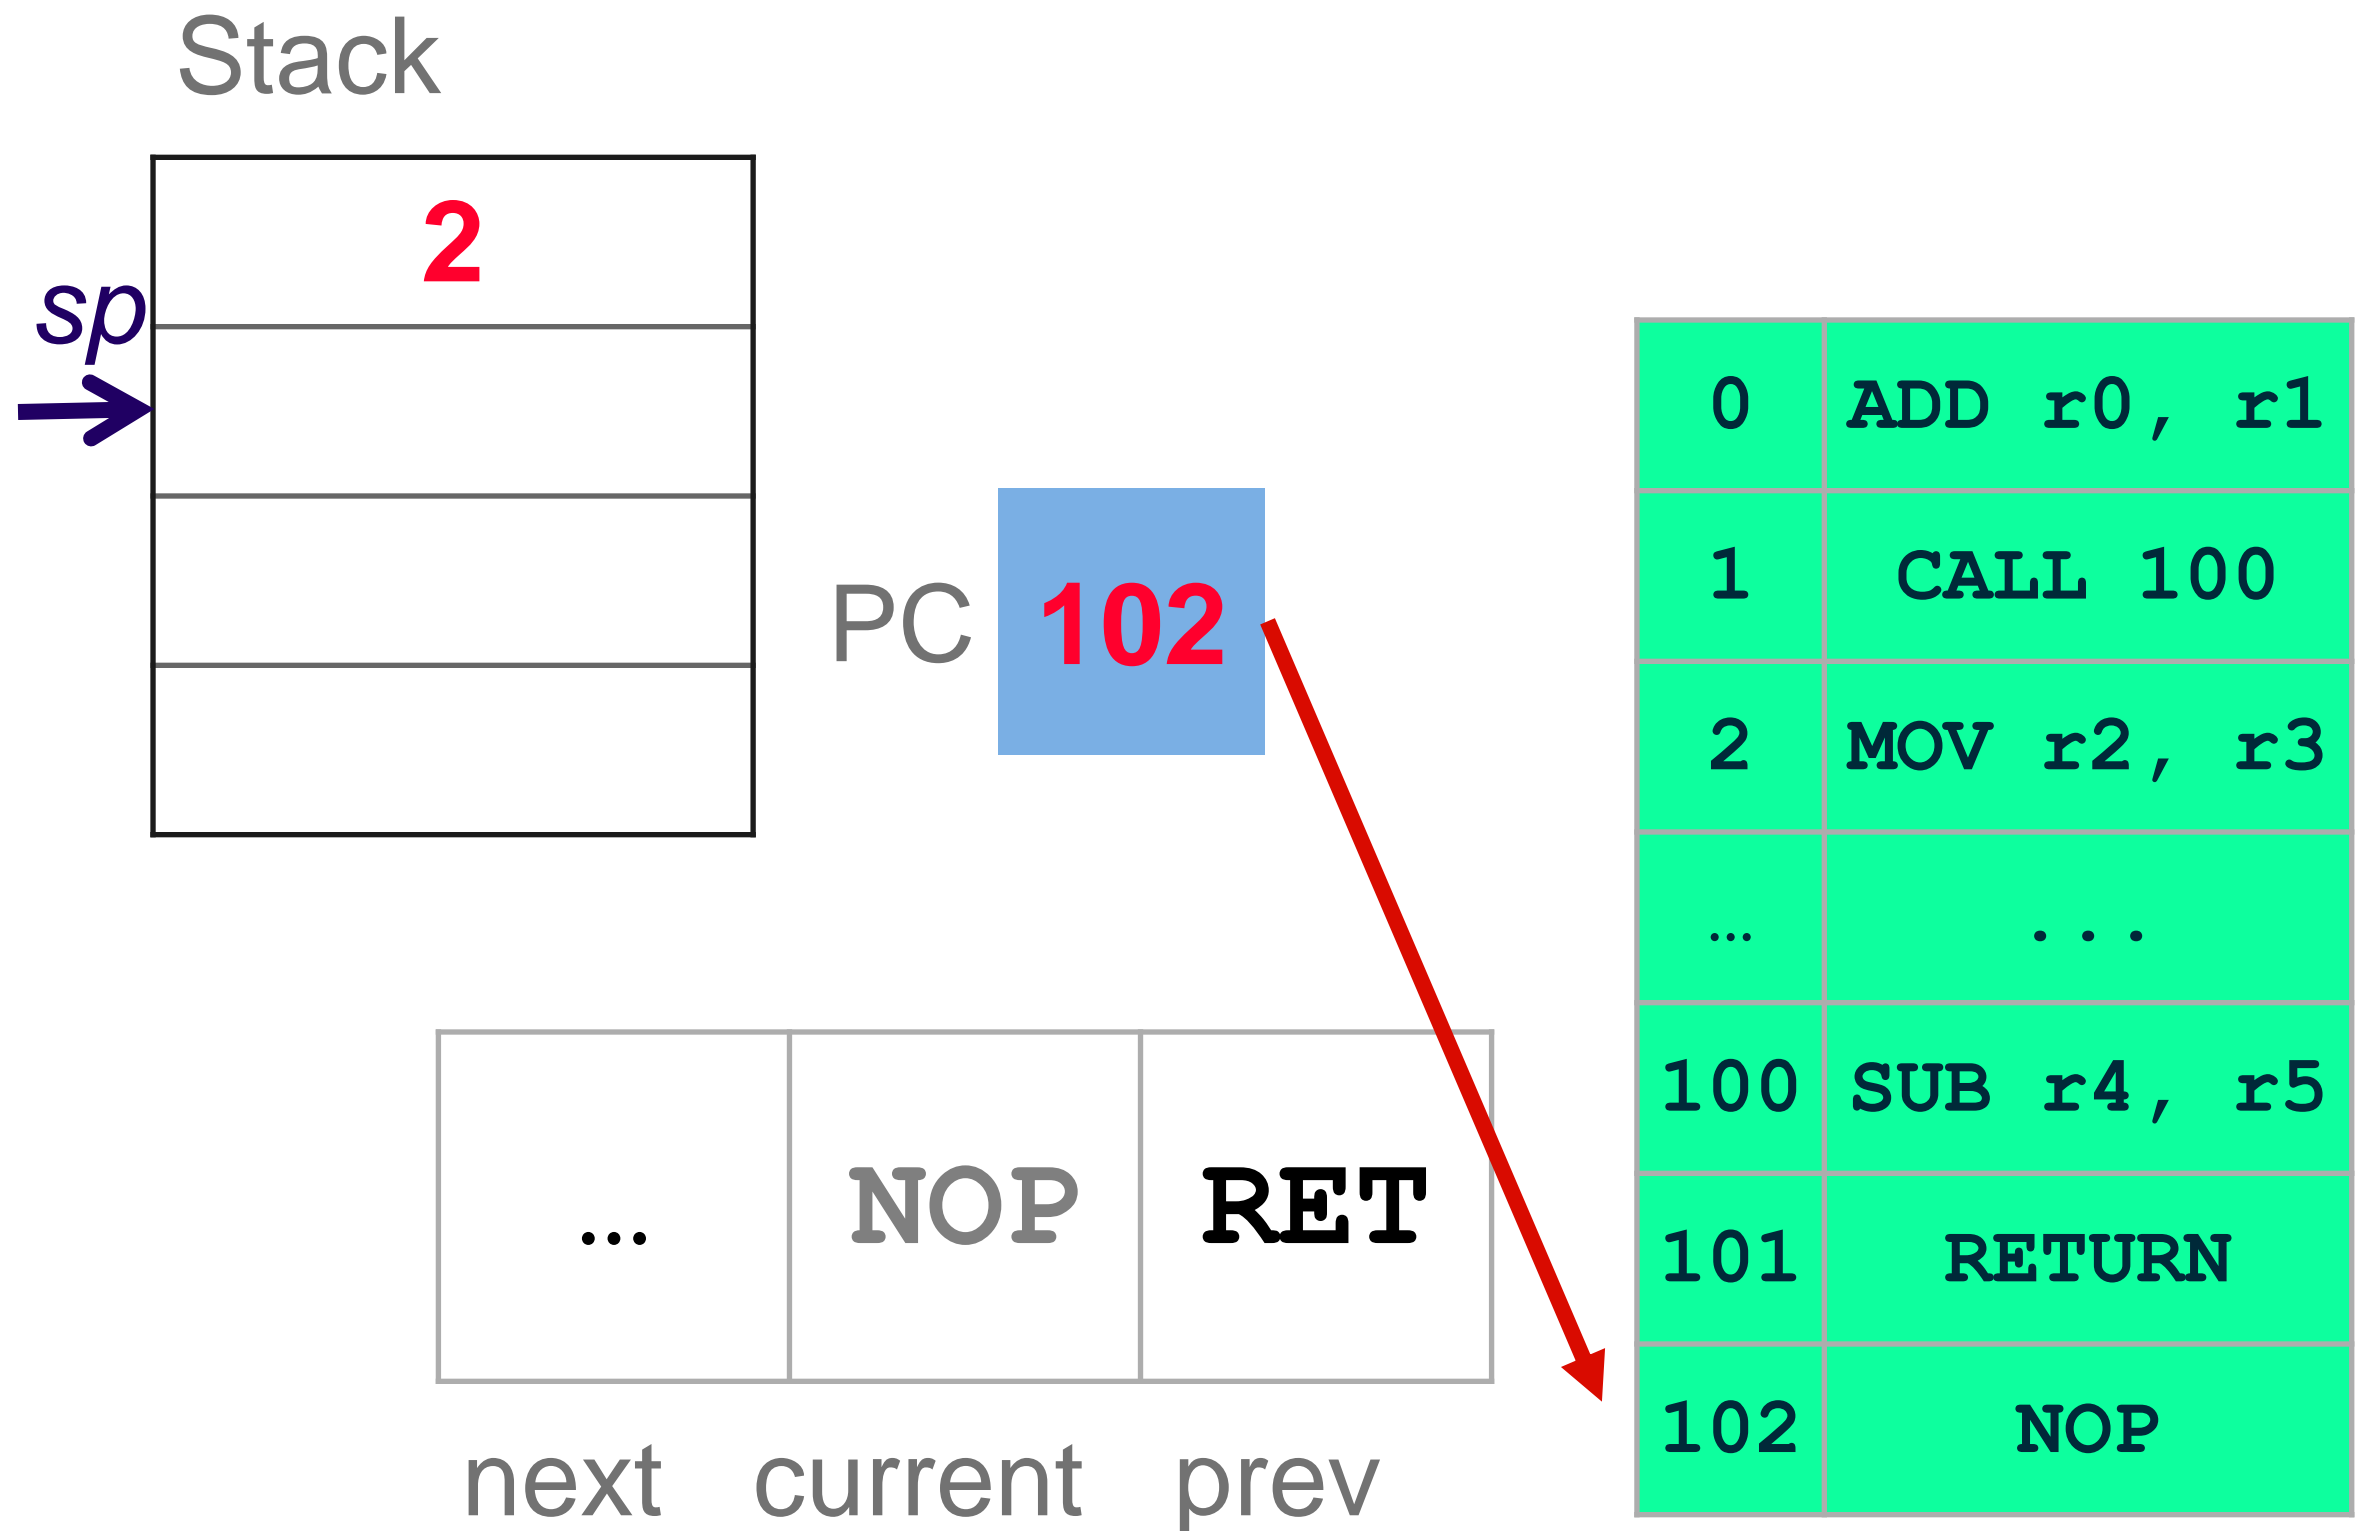 Stack
2
sp
PC 102
0 ADD r0, r1
1 CALL 100
2 MOV r2, r3
... ...
100 SUB r4, r5
101 RETURN
102 NOP
... NOP RET
next current prev